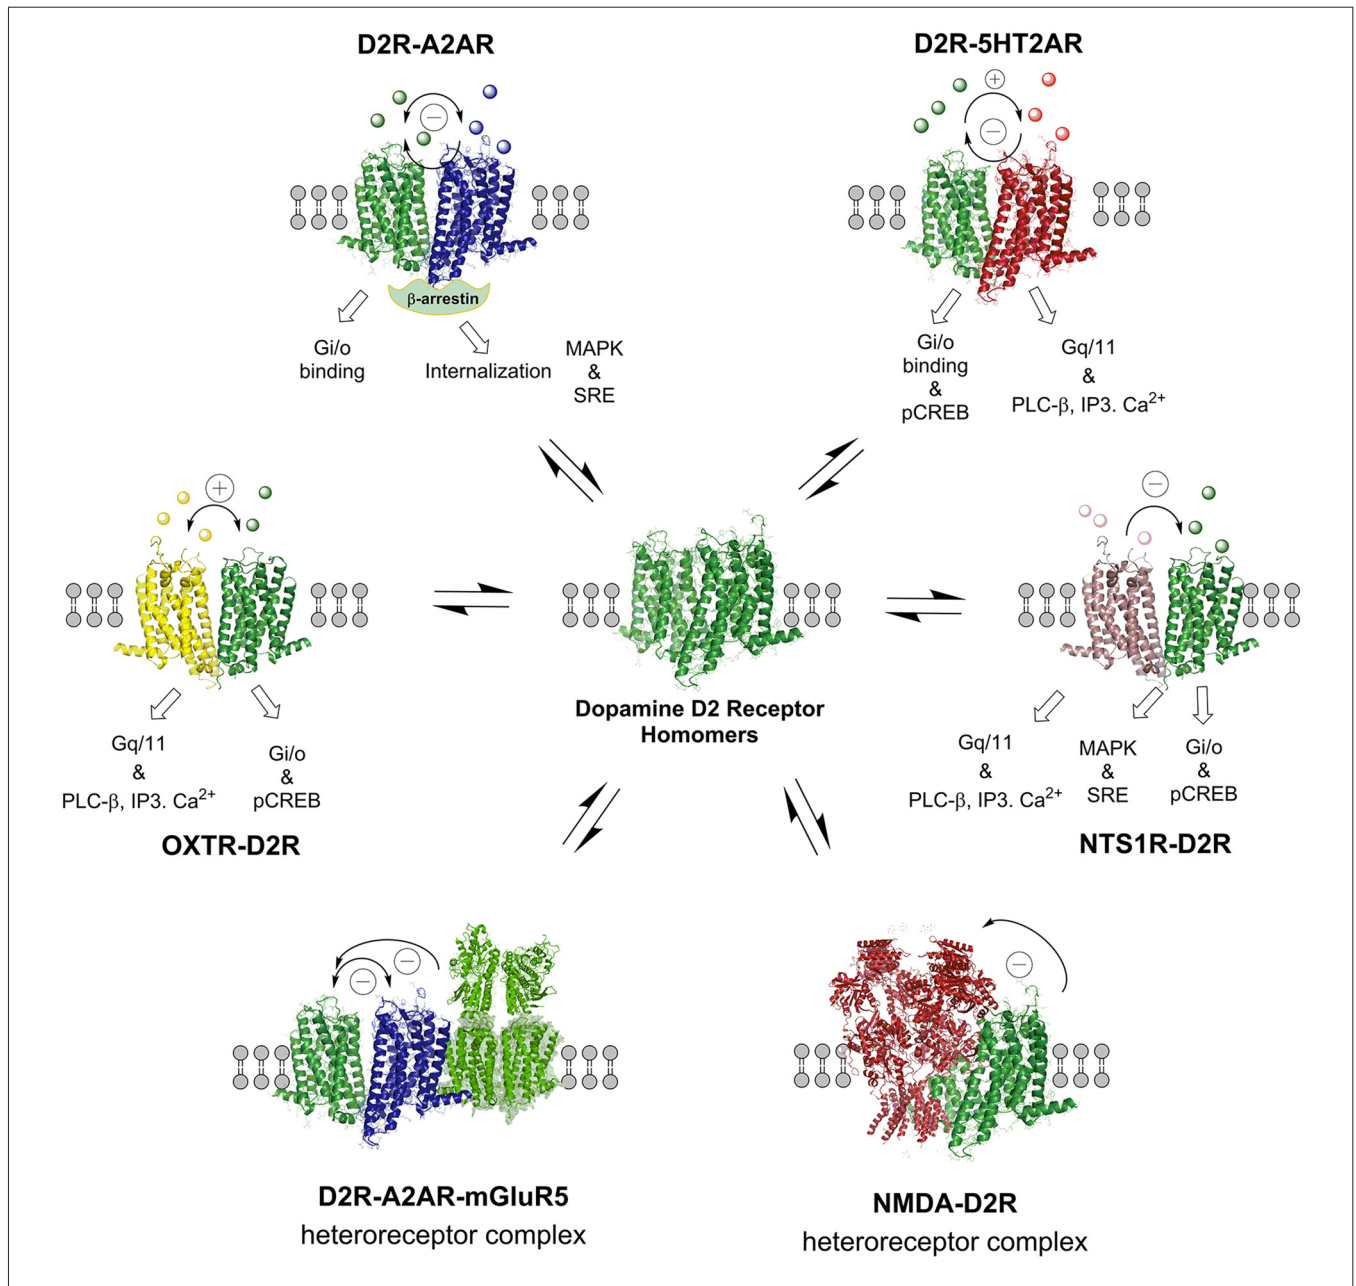 D2R-A2AR
D2R-5HT2AR
−
+
−
β-arrestin
Gi/o
binding
Internalization
MAPK
&
SRE
Gi/o
binding
&
pCREB
Gq/11
&
PLC-β, IP3. Ca²⁺
+
−
Dopamine D2 Receptor
Homomers
Gq/11
&
PLC-β, IP3. Ca²⁺
Gi/o
&
pCREB
OXTR-D2R
Gq/11
&
PLC-β, IP3. Ca²⁺
MAPK
&
SRE
Gi/o
&
pCREB
NTS1R-D2R
−
−
−
D2R-A2AR-mGluR5
heteroreceptor complex
NMDA-D2R
heteroreceptor complex